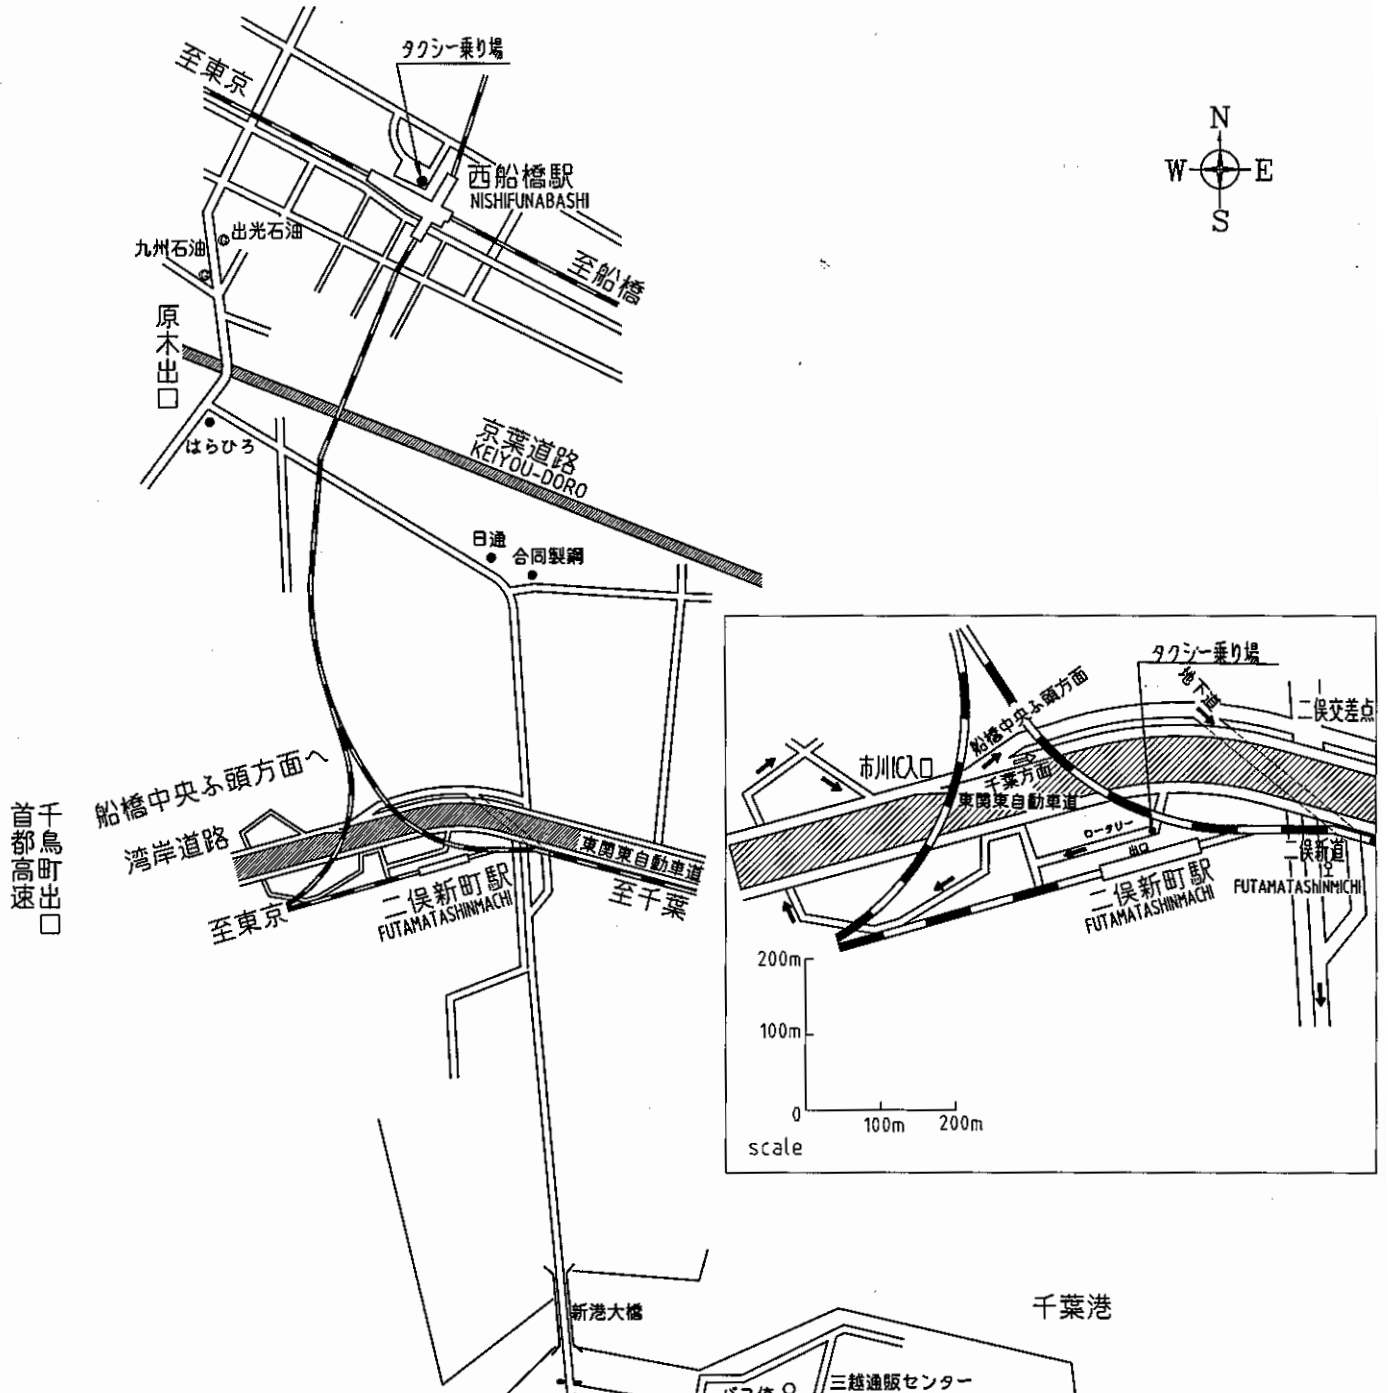 タクシー乗り場
至東京
N
W E
S
西船橋駅
NISHIFUNABASHI
出光石油
九州石油
至船橋
原木出口
京葉道路
KEIYOU-DORO
はらひろ
日通
合同製鋼
船橋中央ふ頭方面へ
湾岸道路
千鳥町出口
首都高速
至東京
二俣新町駅
FUTAMATASHINMACHI
東関東自動車道
至千葉
タクシー乗り場
地下道
二俣交差点
船橋中央ふ頭方面
千葉方面
市川IC入口
東関東自動車道
ロータリー
出口
二俣新町駅
FUTAMATASHINMACHI
二俣新道
FUTAMATASHINMICHI
200m
100m
0
100m 200m
scale
新港大橋
千葉港
バス停
三越通販センター